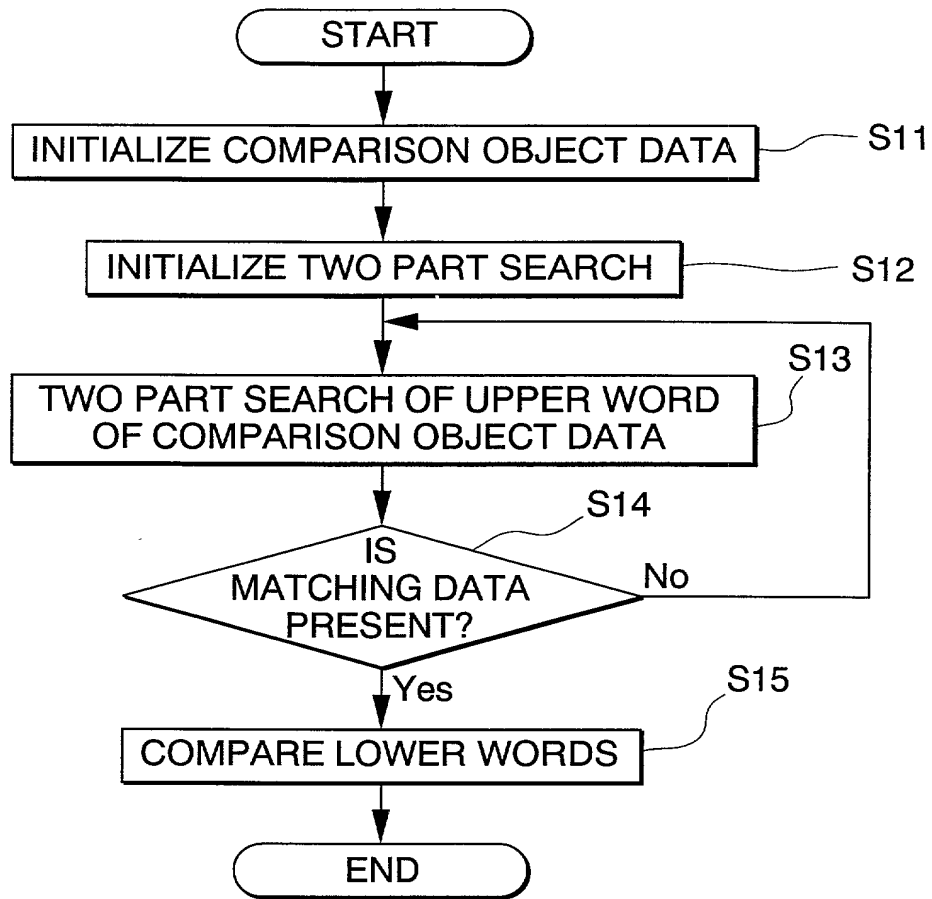 START
INITIALIZE COMPARISON OBJECT DATA
S11
INITIALIZE TWO PART SEARCH
S12
S13
TWO PART SEARCH OF UPPER WORD
OF COMPARISON OBJECT DATA
S14
IS
MATCHING DATA
PRESENT?
No
Yes
S15
COMPARE LOWER WORDS
END